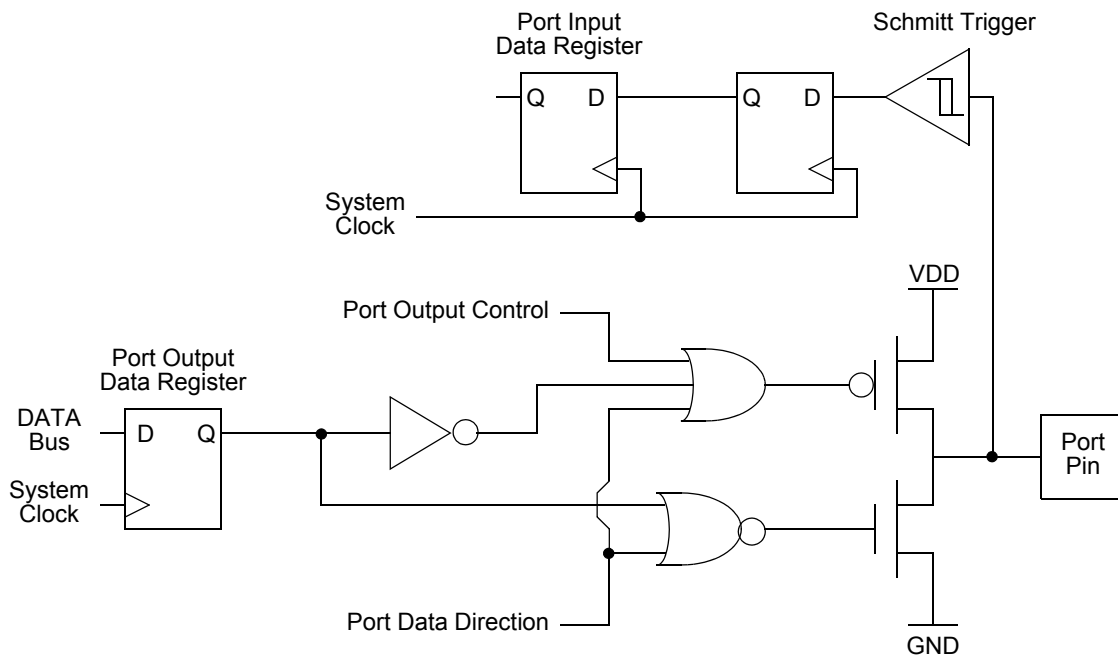 Port Input
Data Register
Schmitt Trigger
Q D
Q D
System
Clock
VDD
Port Output Control
Port Output
Data Register
DATA
Bus
D Q
System
Clock
Port
Pin
Port Data Direction
GND